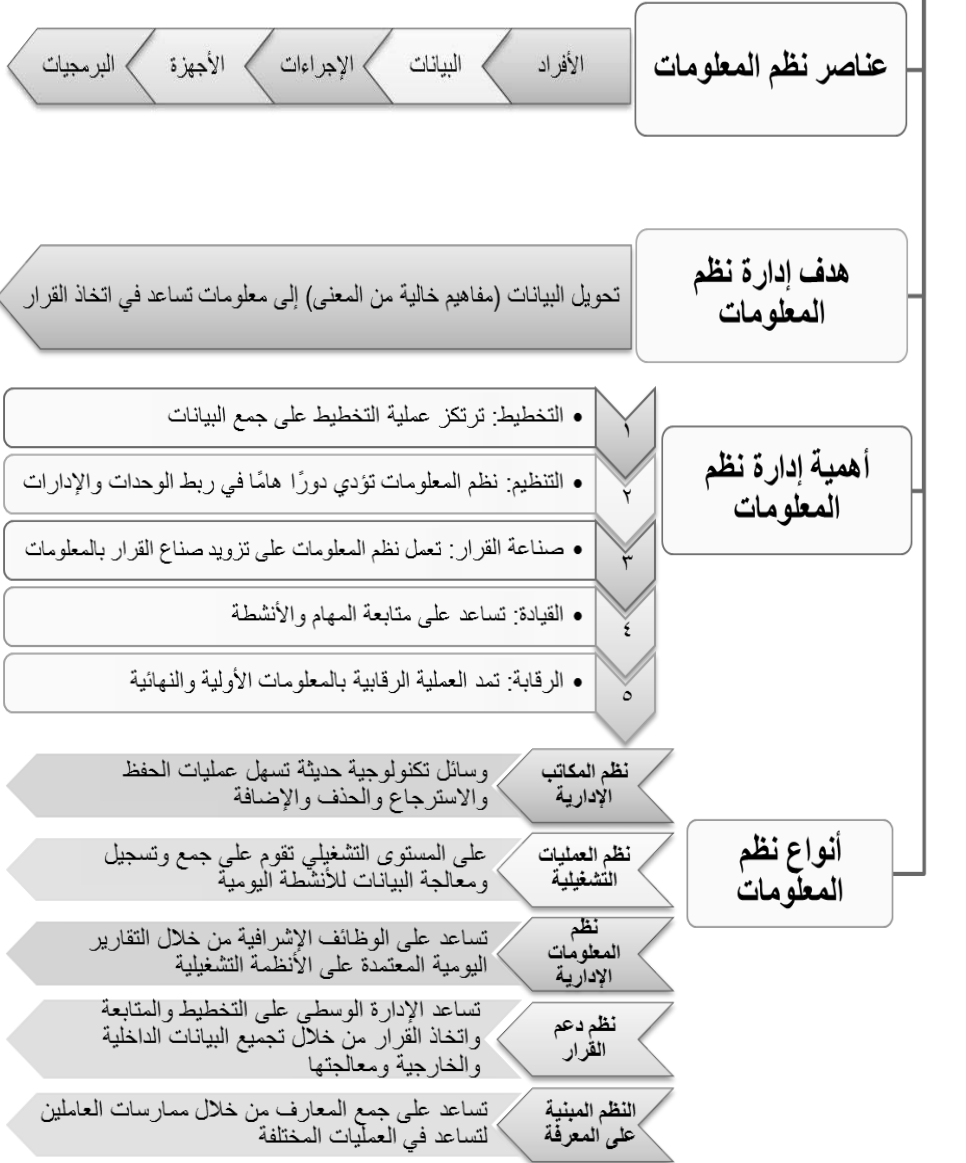 عناصر نظم المعلومات
الأفراد
البيانات
الإجراءات
الأجهزة
البرمجيات
هدف إدارة نظم
المعلومات
تحويل البيانات (مفاهيم خالية من المعنى) إلى معلومات تساعد في اتخاذ القرار
أهمية إدارة نظم
المعلومات
١
• التخطيط: ترتكز عملية التخطيط على جمع البيانات
٢
• التنظيم: نظم المعلومات تؤدي دورًا هامًا في ربط الوحدات والإدارات
٣
• صناعة القرار: تعمل نظم المعلومات على تزويد صناع القرار بالمعلومات
٤
• القيادة: تساعد على متابعة المهام والأنشطة
٥
• الرقابة: تمد العملية الرقابية بالمعلومات الأولية والنهائية
أنواع نظم
المعلومات
نظم المكاتب
الإدارية
وسائل تكنولوجية حديثة تسهل عمليات الحفظ
والاسترجاع والحذف والإضافة
نظم العمليات
التشغيلية
على المستوى التشغيلي تقوم على جمع وتسجيل
ومعالجة البيانات للأنشطة اليومية
نظم
المعلومات
الإدارية
تساعد على الوظائف الإشرافية من خلال التقارير
اليومية المعتمدة على الأنظمة التشغيلية
نظم دعم
القرار
تساعد الإدارة الوسطى على التخطيط والمتابعة
واتخاذ القرار من خلال تجميع البيانات الداخلية
والخارجية ومعالجتها
النظم المبنية
على المعرفة
تساعد على جمع المعارف من خلال ممارسات العاملين
لتساعد في العمليات المختلفة